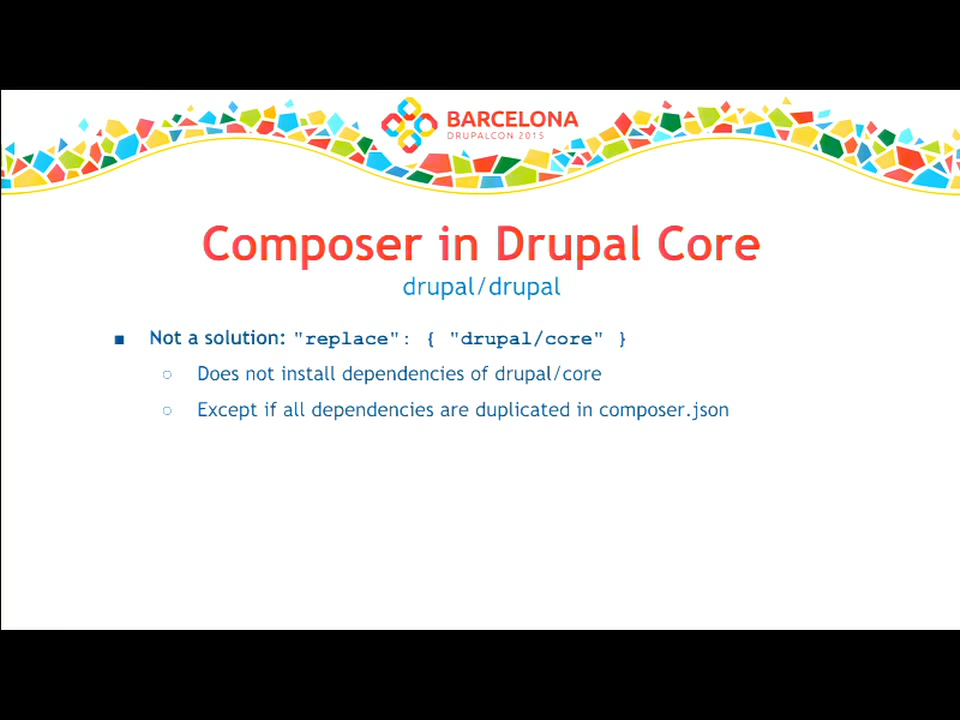 BARCELONA
DRUPALCON 2015
Composer in Drupal Core
drupal/drupal
■ Not a solution: "replace": { "drupal/core" }
○ Does not install dependencies of drupal/core
○ Except if all dependencies are duplicated in composer.json